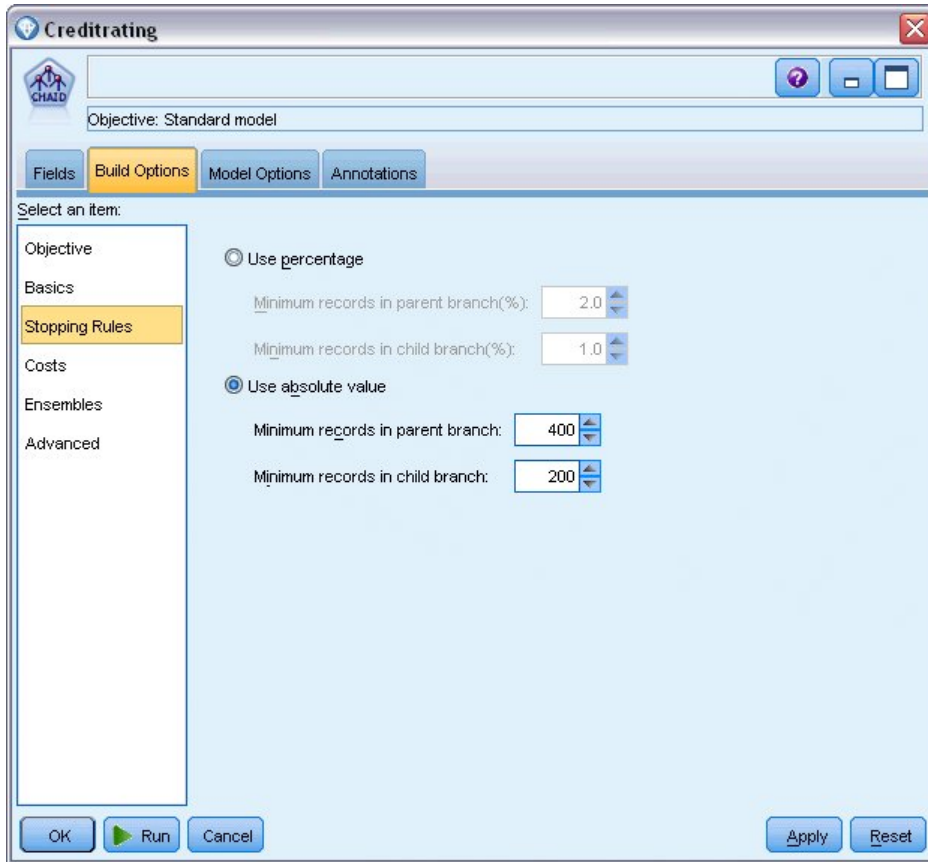 Creditrating
CHAID
Objective: Standard model
Fields Build Options Model Options Annotations
Select an item:
Objective
Basics
Stopping Rules
Costs
Ensembles
Advanced
Use percentage
Minimum records in parent branch(%): 2.0
Minimum records in child branch(%): 1.0
Use absolute value
Minimum records in parent branch: 400
Minimum records in child branch: 200
OK Run Cancel Apply Reset